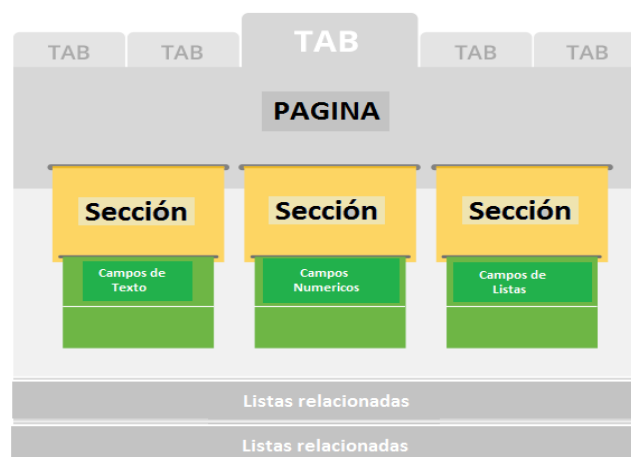 TAB TAB TAB TAB TAB
PAGINA
Sección Sección Sección
Campos de
Texto
Campos
Numericos
Campos de
Listas
Listas relacionadas
Listas relacionadas